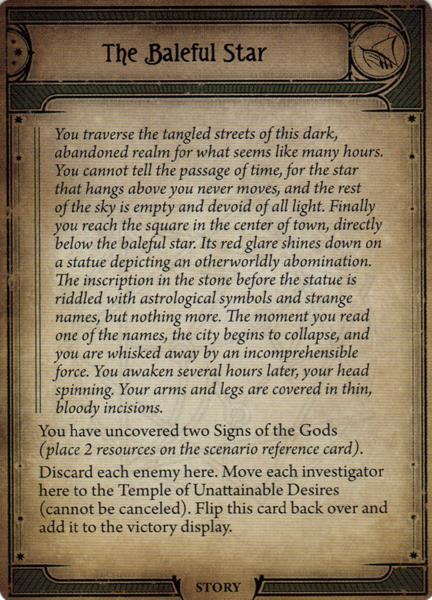 The Baleful Star
You traverse the tangled streets of this dark,
abandoned realm for what seems like many hours.
You cannot tell the passage of time, for the star
that hangs above you never moves, and the rest
of the sky is empty and devoid of all light. Finally
you reach the square in the center of town, directly
below the baleful star. Its red glare shines down on
a statue depicting an otherworldly abomination.
The inscription in the stone before the statue is
riddled with astrological symbols and strange
names, but nothing more. The moment you read
one of the names, the city begins to collapse, and
you are whisked away by an incomprehensible
force. You awaken several hours later, your head
spinning. Your arms and legs are covered in thin,
bloody incisions.
You have uncovered two Signs of the Gods
(place 2 resources on the scenario reference card).
Discard each enemy here. Move each investigator
here to the Temple of Unattainable Desires
(cannot be canceled). Flip this card back over and
add it to the victory display.
STORY